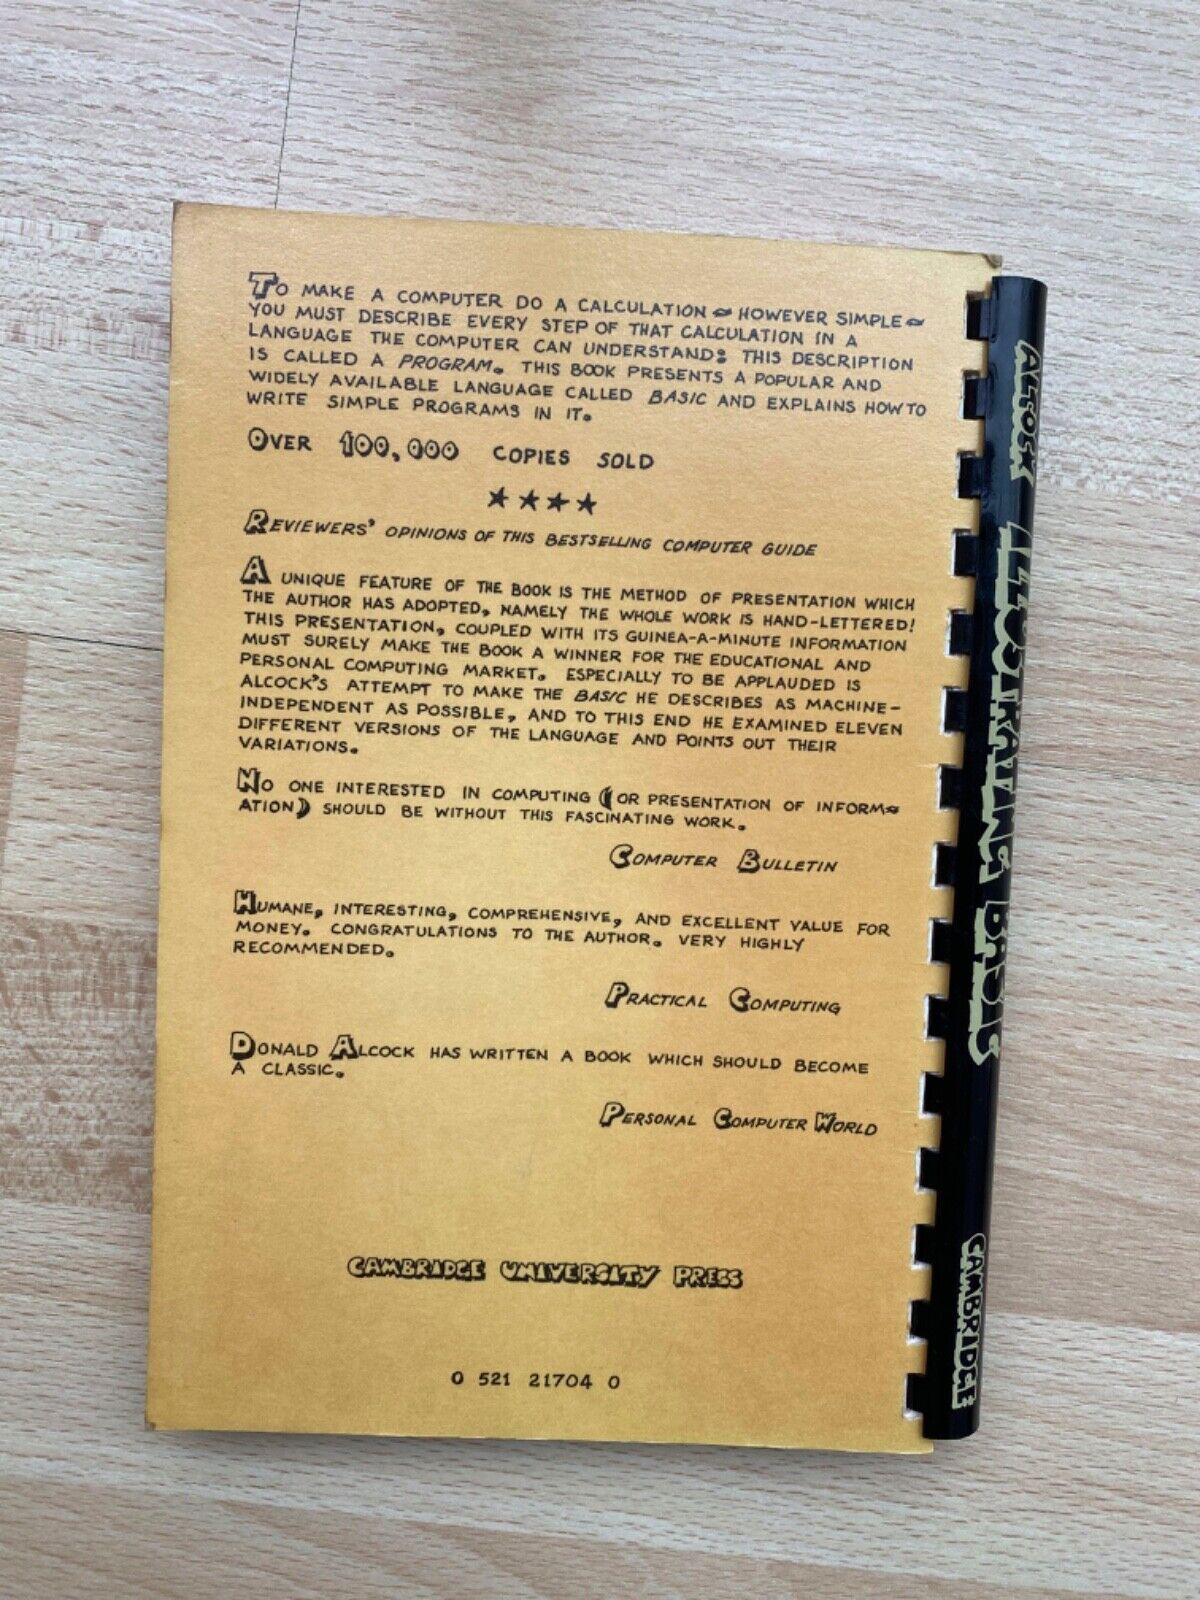 TO MAKE A COMPUTER DO A CALCULATION ~ HOWEVER SIMPLE ~
YOU MUST DESCRIBE EVERY STEP OF THAT CALCULATION IN A
LANGUAGE THE COMPUTER CAN UNDERSTAND: THIS DESCRIPTION
IS CALLED A PROGRAM. THIS BOOK PRESENTS A POPULAR AND
WIDELY AVAILABLE LANGUAGE CALLED BASIC AND EXPLAINS HOW TO
WRITE SIMPLE PROGRAMS IN IT.
OVER 100,000 COPIES SOLD
★★★★
REVIEWERS' OPINIONS OF THIS BESTSELLING COMPUTER GUIDE
A UNIQUE FEATURE OF THE BOOK IS THE METHOD OF PRESENTATION WHICH
THE AUTHOR HAS ADOPTED, NAMELY THE WHOLE WORK IS HAND-LETTERED!
THIS PRESENTATION, COUPLED WITH ITS GUINEA-A-MINUTE INFORMATION
MUST SURELY MAKE THE BOOK A WINNER FOR THE EDUCATIONAL AND
PERSONAL COMPUTING MARKET. ESPECIALLY TO BE APPLAUDED IS
ALCOCK'S ATTEMPT TO MAKE THE BASIC HE DESCRIBES AS MACHINE-
INDEPENDENT AS POSSIBLE, AND TO THIS END HE EXAMINED ELEVEN
DIFFERENT VERSIONS OF THE LANGUAGE AND POINTS OUT THEIR
VARIATIONS.
NO ONE INTERESTED IN COMPUTING (OR PRESENTATION OF INFORM-
ATION) SHOULD BE WITHOUT THIS FASCINATING WORK.
COMPUTER BULLETIN
HUMANE, INTERESTING, COMPREHENSIVE, AND EXCELLENT VALUE FOR
MONEY. CONGRATULATIONS TO THE AUTHOR. VERY HIGHLY
RECOMMENDED.
PRACTICAL COMPUTING
DONALD ALCOCK HAS WRITTEN A BOOK WHICH SHOULD BECOME
A CLASSIC.
PERSONAL COMPUTER WORLD
CAMBRIDGE UNIVERSITY PRESS
0 521 21704 0
ALCOCK ILLUSTRATING BASIC CAMBRIDGE